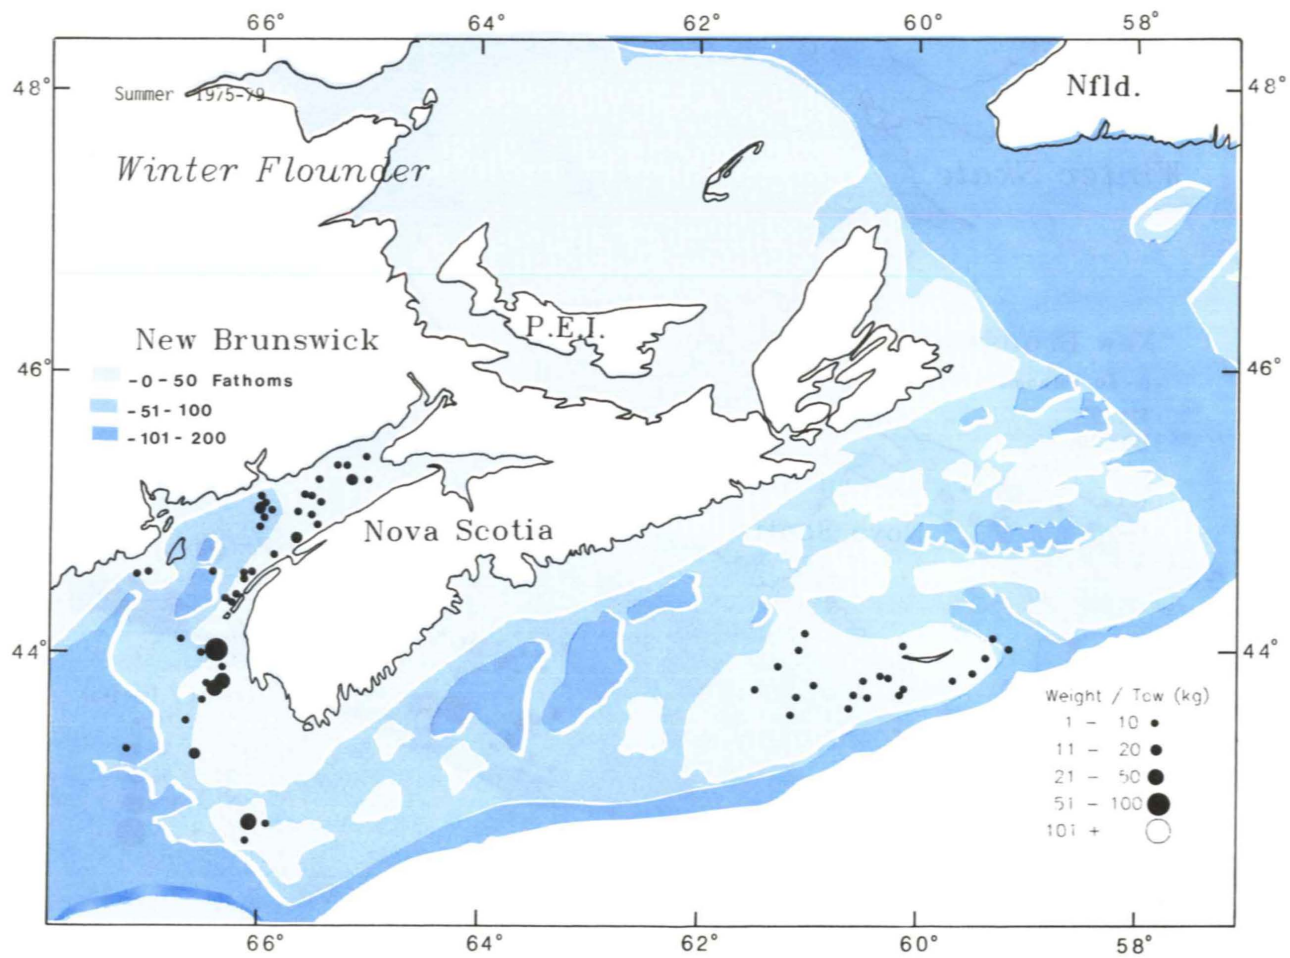 66° 64° 62° 60° 58°
48° 48°
Nfld.
Summer 1975-79
Winter Flounder
P.E.I.
New Brunswick
46° 46°
-0-50 Fathoms
-51-100
-101-200
Nova Scotia
44° 44°
Weight / Tow (kg)
1 - 10
11 - 20
21 - 50
51 - 100
101 +
66° 64° 62° 60° 58°